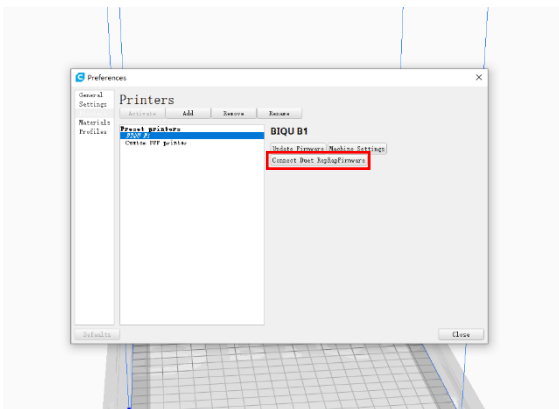 Preferences
General
Settings
Printers
Materials
Profiles
Activate Add Remove Rename
Preset printers
BIQU B1
Custom FFF printer
BIQU B1
Update Firmware Machine Settings
Connect Duet RepRapFirmware
Defaults
Close